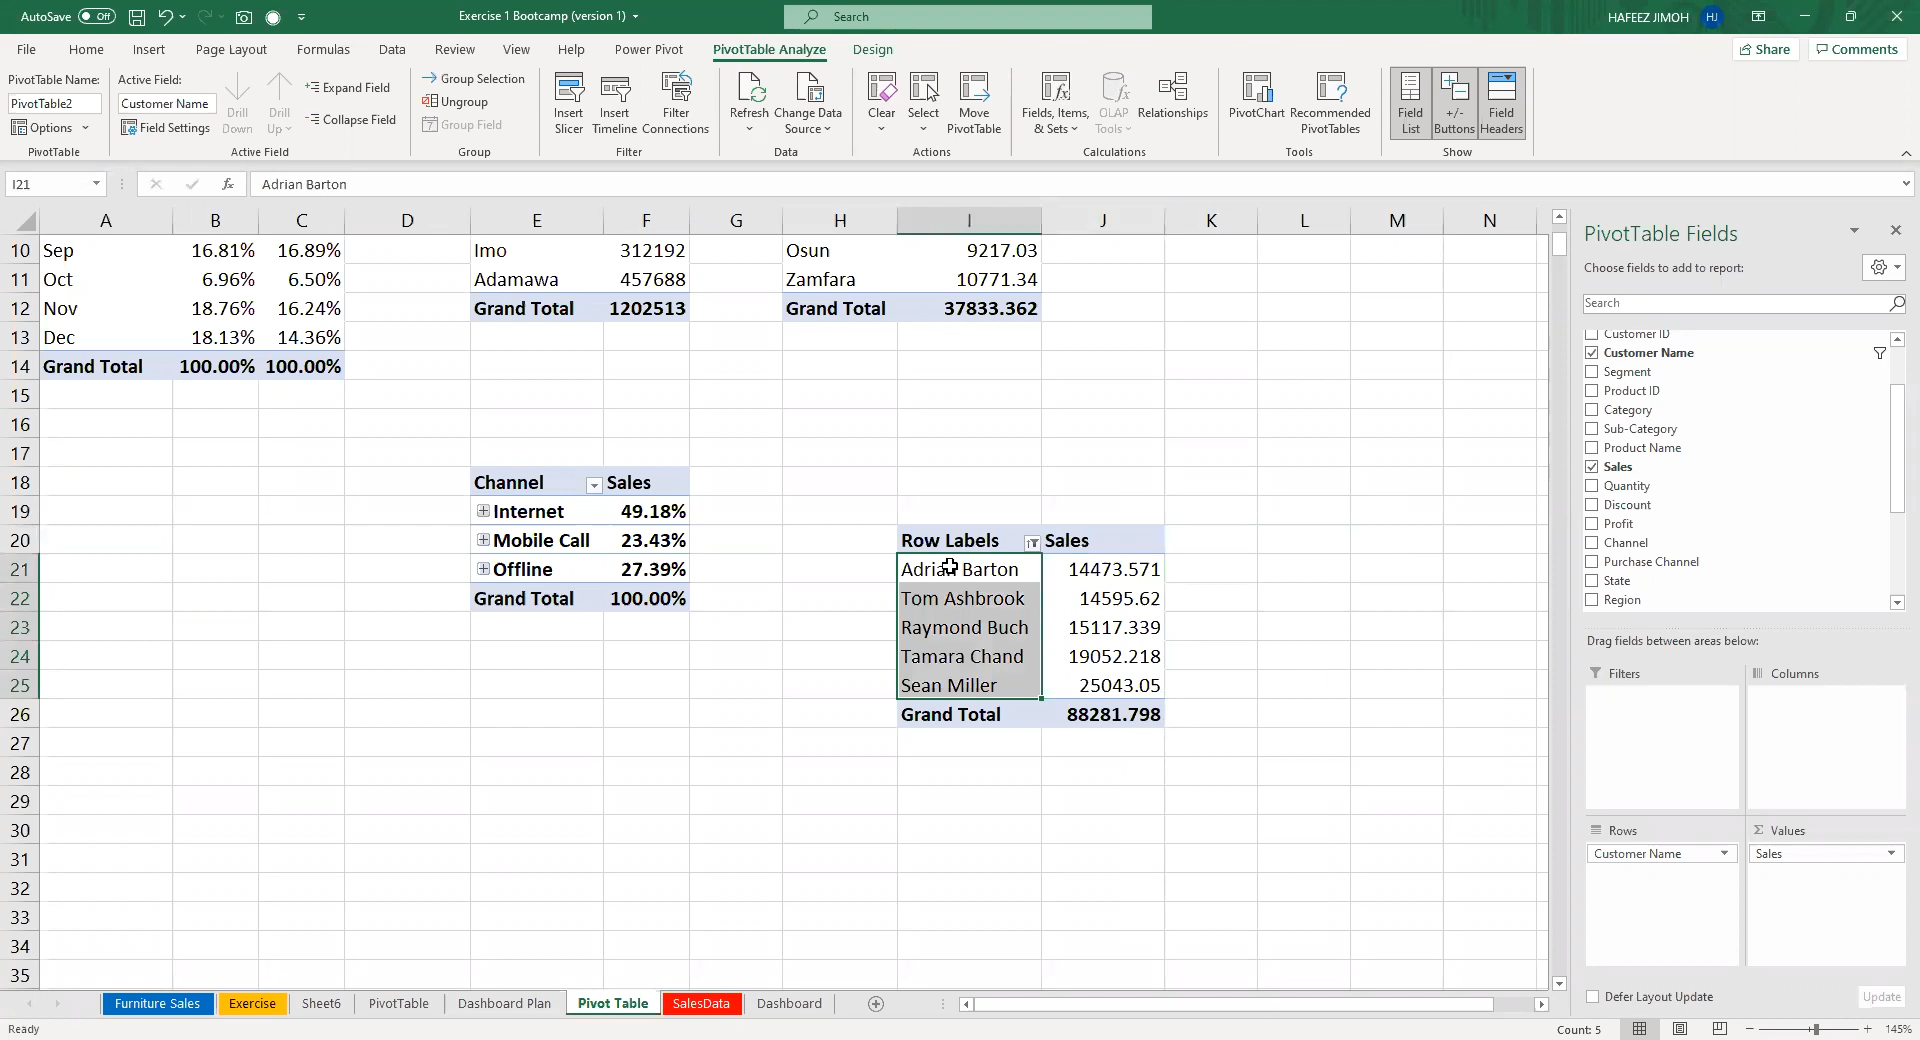 AutoSave Off Exercise 1 Bootcamp (version 1) Search HAFEEZ JIMOH HJ
File Home Insert Page Layout Formulas Data Review View Help Power Pivot PivotTable Analyze Design Share Comments
PivotTable Name:
PivotTable2
Options
PivotTable
Active Field:
Customer Name
Field Settings
Drill Down
Drill Up
Expand Field
Collapse Field
Active Field
Group Selection
Ungroup
Group Field
Group
Insert Slicer
Insert Timeline
Filter Connections
Filter
Refresh
Change Data Source
Data
Clear
Select
Move PivotTable
Actions
Fields, Items, & Sets
OLAP Tools
Relationships
Calculations
PivotChart
Recommended PivotTables
Tools
Field List
+/- Buttons
Field Headers
Show
I21 fx Adrian Barton
A B C D E F G H I J K L M N
10 Sep 16.81% 16.89% Imo 312192 Osun 9217.03
11 Oct 6.96% 6.50% Adamawa 457688 Zamfara 10771.34
12 Nov 18.76% 16.24% Grand Total 1202513 Grand Total 37833.362
13 Dec 18.13% 14.36%
14 Grand Total 100.00% 100.00%
15
16
17
18 Channel Sales
19 Internet 49.18%
20 Mobile Call 23.43% Row Labels Sales
21 Offline 27.39% Adrian Barton 14473.571
22 Grand Total 100.00% Tom Ashbrook 14595.62
23 Raymond Buch 15117.339
24 Tamara Chand 19052.218
25 Sean Miller 25043.05
26 Grand Total 88281.798
27
28
29
30
31
32
33
34
35
PivotTable Fields
Choose fields to add to report:
Search
Customer ID
Customer Name
Segment
Product ID
Category
Sub-Category
Product Name
Sales
Quantity
Discount
Profit
Channel
Purchase Channel
State
Region
Drag fields between areas below:
Filters Columns
Rows Σ Values
Customer Name Sales
Defer Layout Update Update
Furniture Sales Exercise Sheet6 PivotTable Dashboard Plan Pivot Table SalesData Dashboard
Ready Count: 5 145%